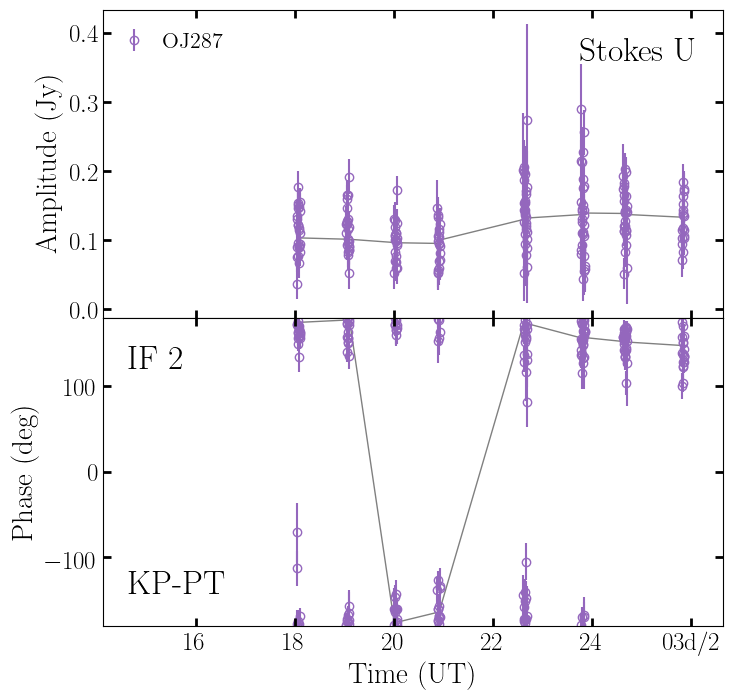 OJ287
Stokes U
0.4
0.3
0.2
0.1
0.0
Amplitude (Jy)
IF 2
100
0
−100
Phase (deg)
KP-PT
16
18
20
22
24
03d/2
Time (UT)